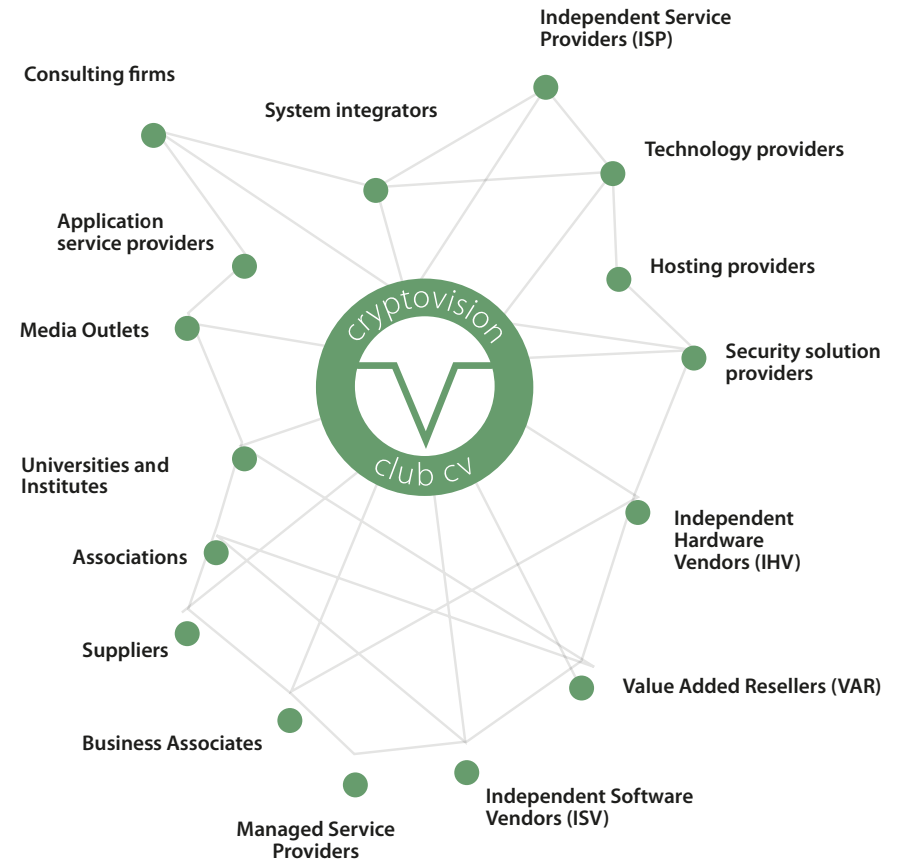 Independent Service
Providers (ISP)
Consulting firms
System integrators
Technology providers
Application
service providers
Hosting providers
cryptovision
Media Outlets
Security solution
providers
club cv
Universities and
Institutes
Independent
Hardware
Vendors (IHV)
Associations
Suppliers
Value Added Resellers (VAR)
Business Associates
Independent Software
Vendors (ISV)
Managed Service
Providers